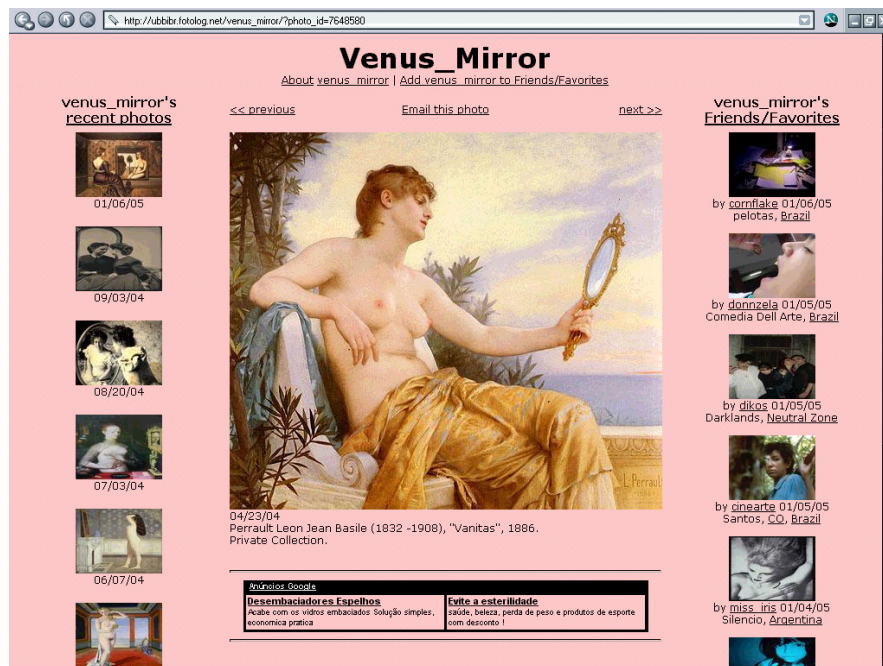 http://ubbibr.fotolog.net/venus_mirror/?photo_id=7648580
N
Venus_Mirror
About venus_mirror | Add venus_mirror to Friends/Favorites
venus_mirror's
recent photos
01/06/05
09/03/04
08/20/04
07/03/04
06/07/04
<< previous
Email this photo
next >>
L. Perrault
04/23/04
Perrault Leon Jean Basile (1832 -1908), "Vanitas", 1886.
Private Collection.
Anúncios Google
Desembaciadores Espelhos
Acabe com os vidros embaciados Solução simples,
economica pratica
Evite a esterilidade
saúde, beleza, perda de peso e produtos de esporte
com desconto !
venus_mirror's
Friends/Favorites
by cornflake 01/06/05
pelotas, Brazil
by donnzela 01/05/05
Comedia Dell Arte, Brazil
by dikos 01/05/05
Darklands, Neutral Zone
by cinearte 01/05/05
Santos, CO, Brazil
by miss_iris 01/04/05
Silencio, Argentina